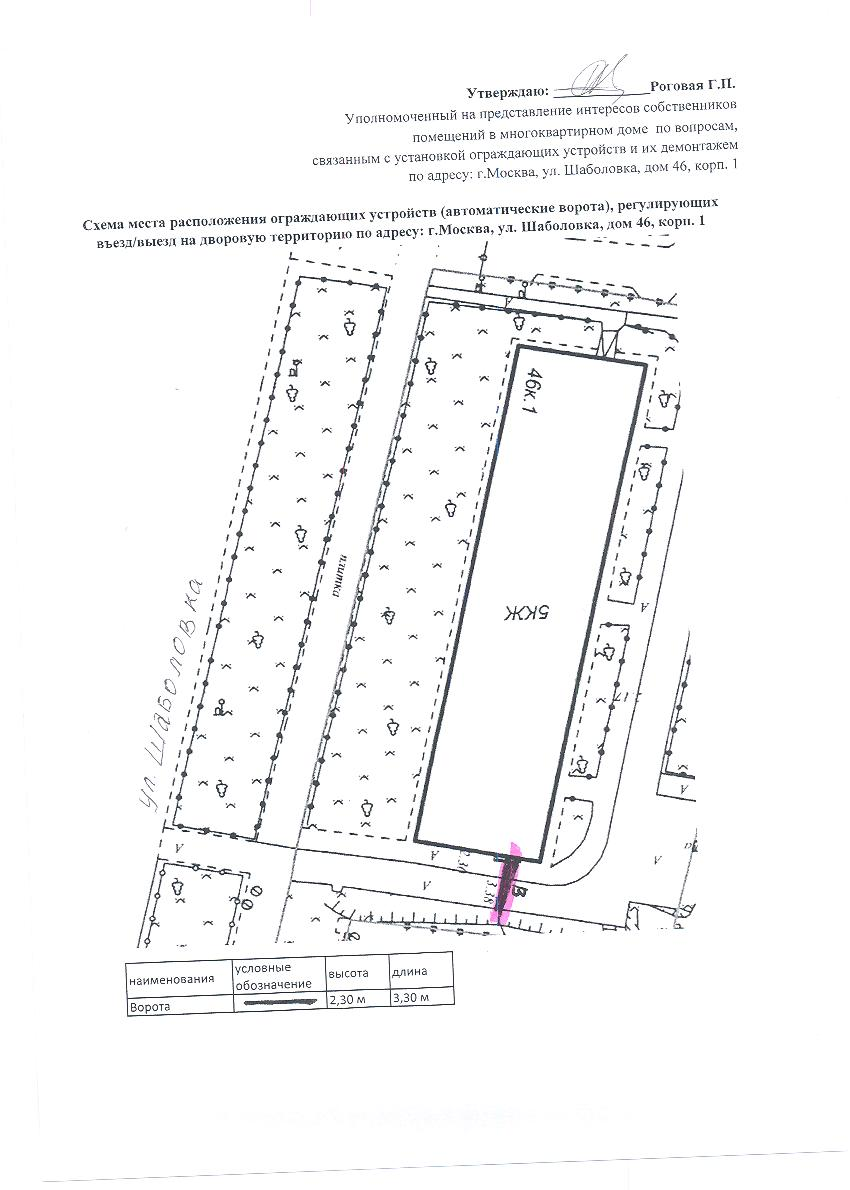 Утверждаю: ____________Роговая Г.П.
Уполномоченный на представление интересов собственников
помещений в многоквартирном доме по вопросам,
связанным с установкой ограждающих устройств и их демонтажем
по адресу: г.Москва, ул. Шаболовка, дом 46, корп. 1
Схема места расположения ограждающих устройств (автоматические ворота), регулирующих
въезд/выезд на дворовую территорию по адресу: г.Москва, ул. Шаболовка, дом 46, корп. 1
46к.1
плитка
5КЖ
ул. Шаболовка
А
А
А
А
А
В
3.38
наименования условные обозначение высота длина
Ворота 2,30 м 3,30 м